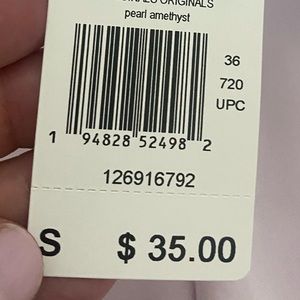 ORIGINALS
pearl amethyst
36
720
UPC
1 94828 52498 2
126916792
S $ 35.00